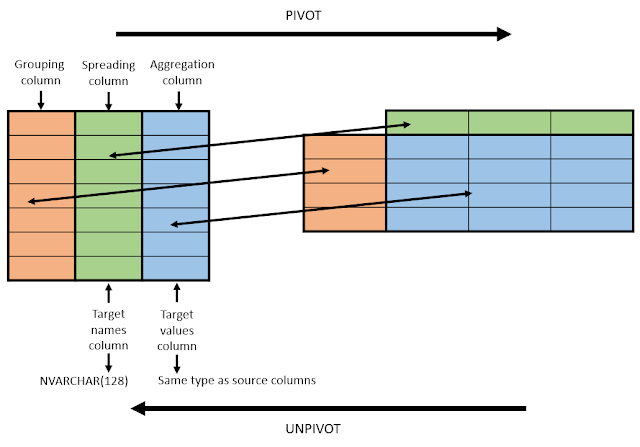 PIVOT
Grouping
column
Spreading
column
Aggregation
column
Target
names
column
Target
values
column
NVARCHAR(128)
Same type as source columns
UNPIVOT